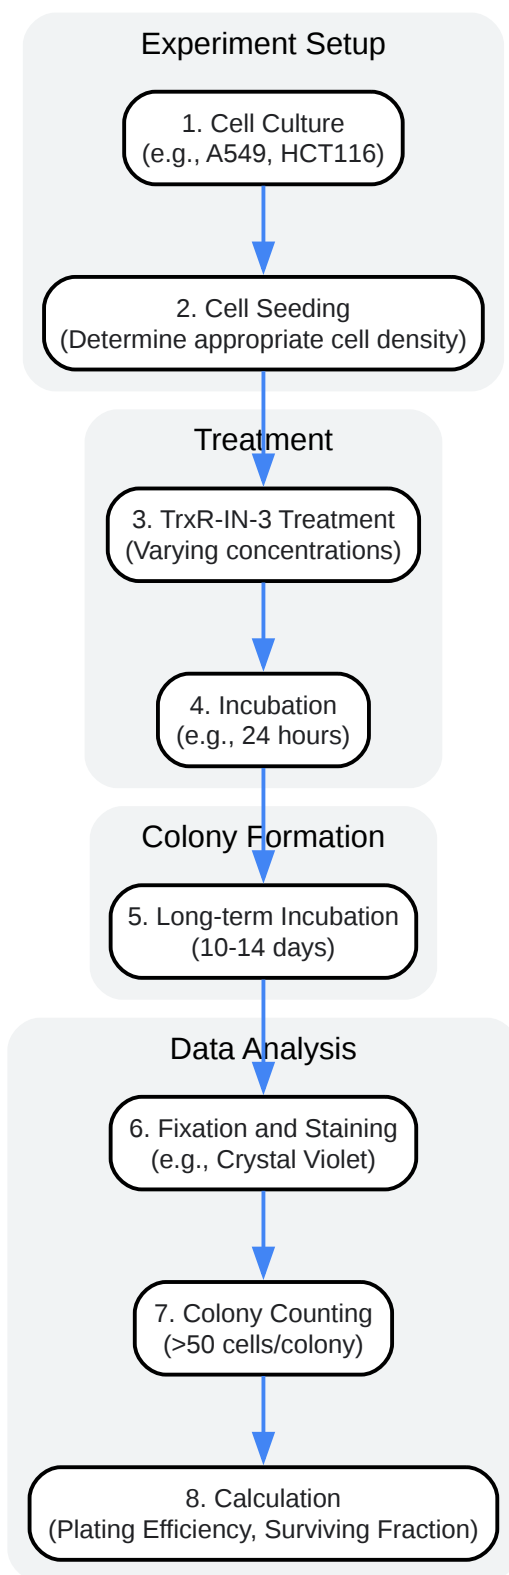 Experiment Setup
1. Cell Culture
(e.g., A549, HCT116)
2. Cell Seeding
(Determine appropriate cell density)
Treatment
3. TrxR-IN-3 Treatment
(Varying concentrations)
4. Incubation
(e.g., 24 hours)
Colony Formation
5. Long-term Incubation
(10-14 days)
Data Analysis
6. Fixation and Staining
(e.g., Crystal Violet)
7. Colony Counting
(>50 cells/colony)
8. Calculation
(Plating Efficiency, Surviving Fraction)